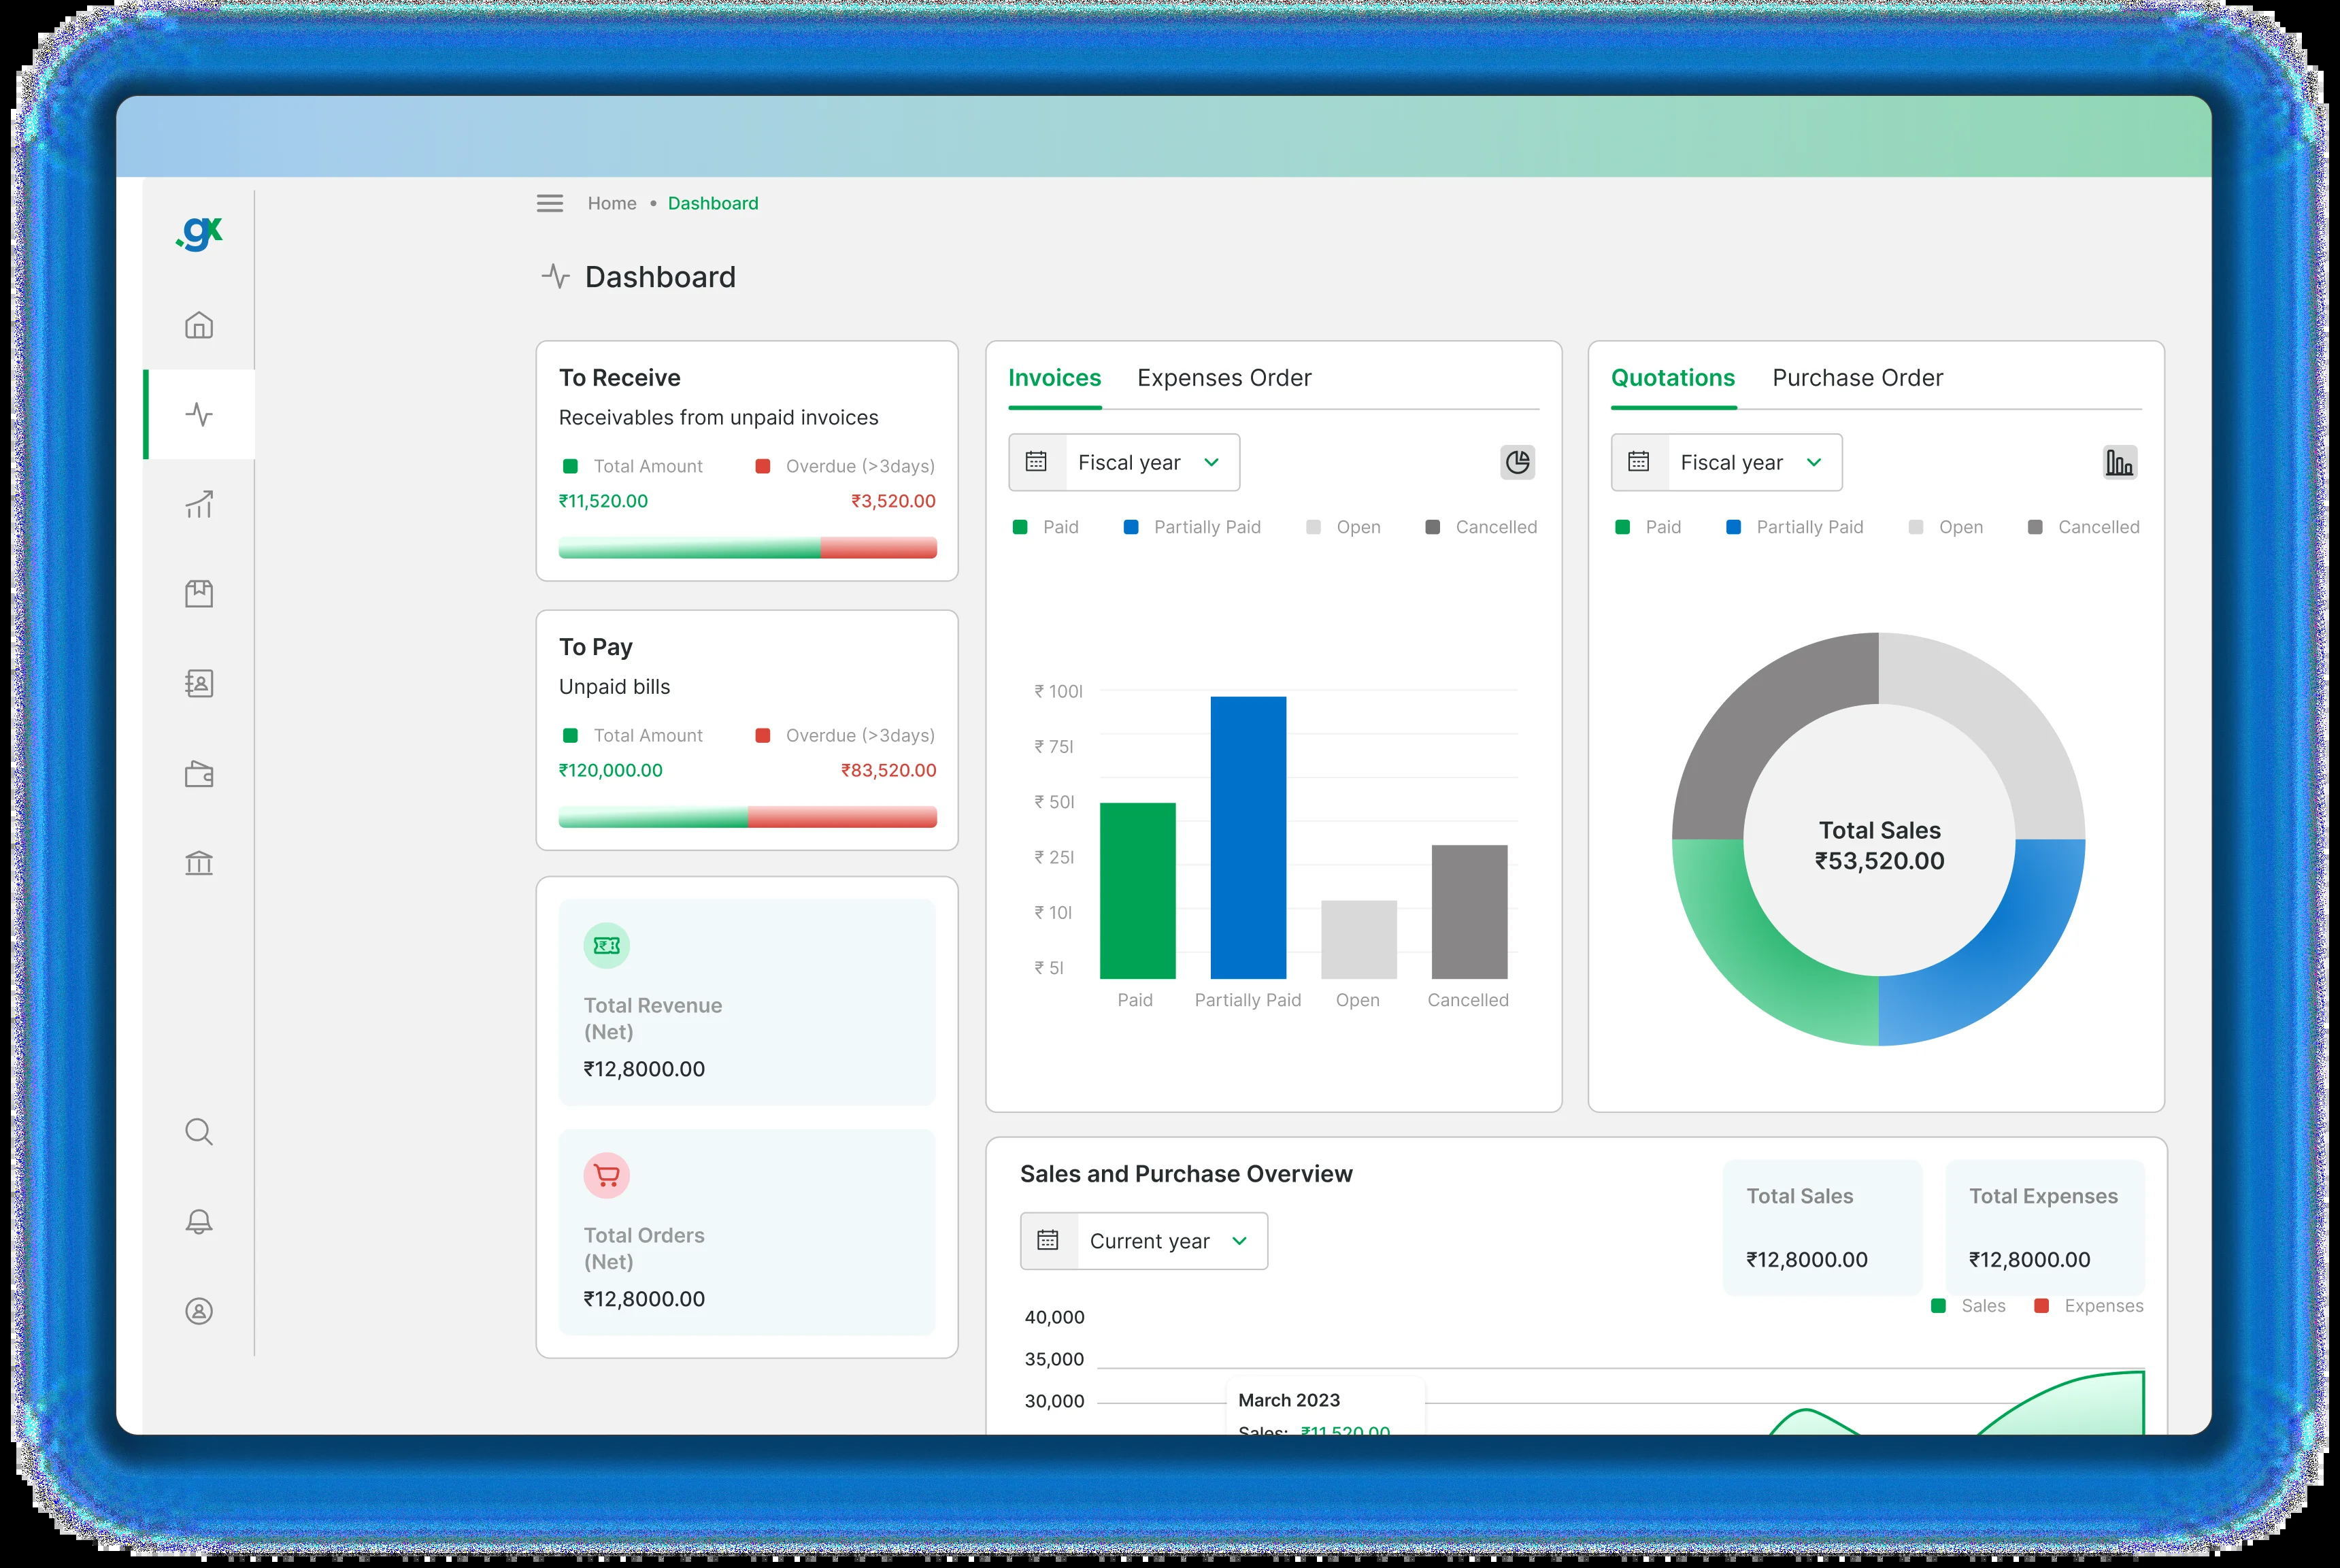 .gx
Home • Dashboard
Dashboard
To Receive
Receivables from unpaid invoices
Total Amount Overdue (>3days)
₹11,520.00 ₹3,520.00
To Pay
Unpaid bills
Total Amount Overdue (>3days)
₹120,000.00 ₹83,520.00
Total Revenue
(Net)
₹12,8000.00
Total Orders
(Net)
₹12,8000.00
Invoices Expenses Order
Fiscal year
Paid Partially Paid Open Cancelled
₹ 100l
₹ 75l
₹ 50l
₹ 25l
₹ 10l
₹ 5l
Paid Partially Paid Open Cancelled
Quotations Purchase Order
Fiscal year
Paid Partially Paid Open Cancelled
Total Sales
₹53,520.00
Sales and Purchase Overview
Current year
Total Sales
₹12,8000.00
Total Expenses
₹12,8000.00
Sales Expenses
40,000
35,000
30,000
March 2023
Sales: ₹11,520.00